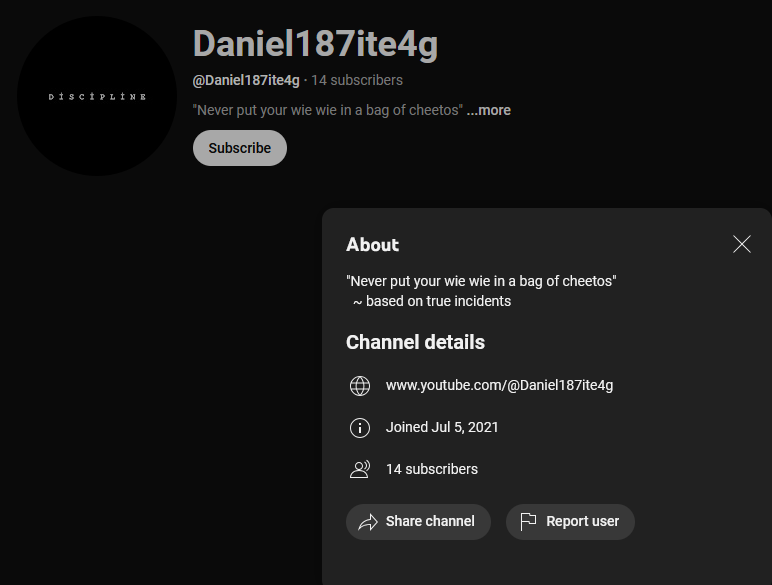 DİSCİPLİNE
Daniel187ite4g
@Daniel187ite4g · 14 subscribers
"Never put your wie wie in a bag of cheetos" ...more
Subscribe
About
"Never put your wie wie in a bag of cheetos"
~ based on true incidents
Channel details
www.youtube.com/@Daniel187ite4g
Joined Jul 5, 2021
14 subscribers
Share channel
Report user